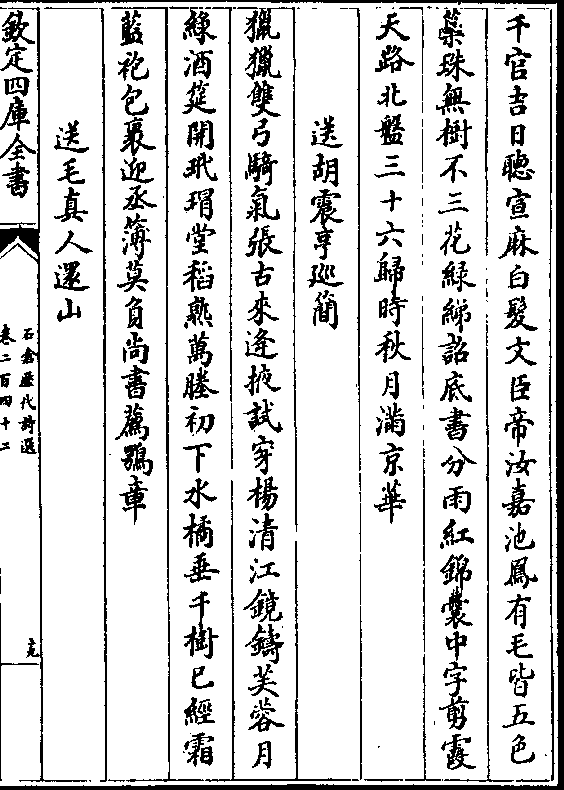 千官吉日聽宣麻白髮文臣帝汝嘉池鳳有毛皆五色
蘂珠無樹不三花綠綈詔底書分雨紅錦囊中字剪霞
天路北盤三十六歸時秋月滿京華
送胡震亨巡簡
獵獵雙弓騎氣張古來逢掖試穿楊清江鏡鑄芙蓉月
綠酒筵開玳瑁堂稻熟萬塍初下水橘垂千樹已經霜
藍袍包裹迎丞簿莫負尚書薦鶚章
送毛真人還山
欽定四庫全書
石倉歷代詩選
卷二百四十二